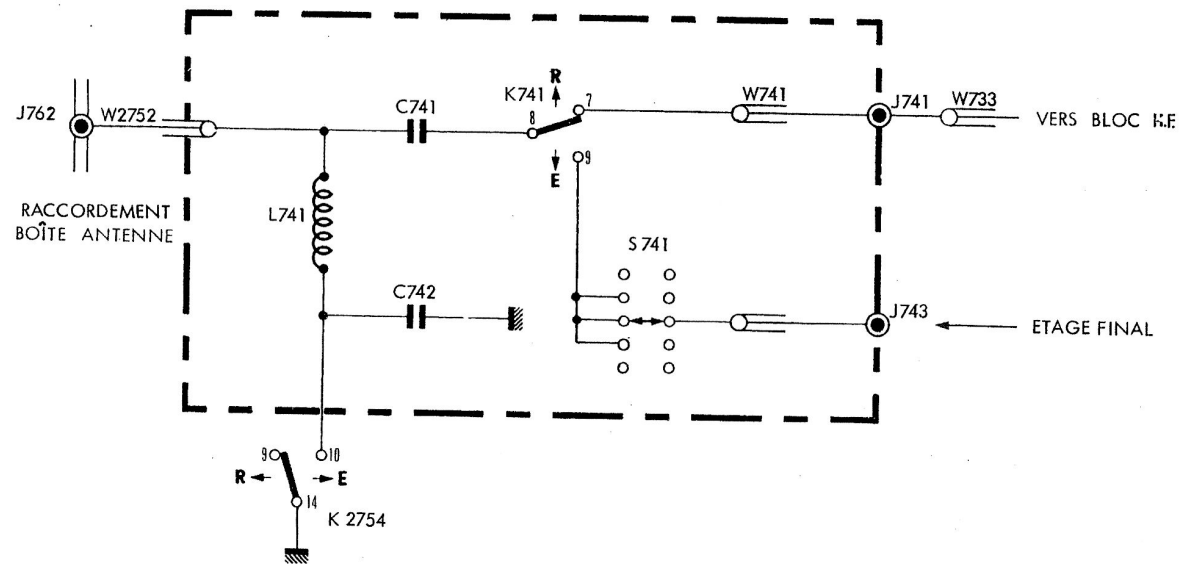 R
K741
7
8
9
E
C741
W741
J741
W733
VERS BLOC H.F
J762
W2752
RACCORDEMENT
BOÎTE ANTENNE
L741
S741
C742
J743
ETAGE FINAL
9
10
R
E
14
K 2754